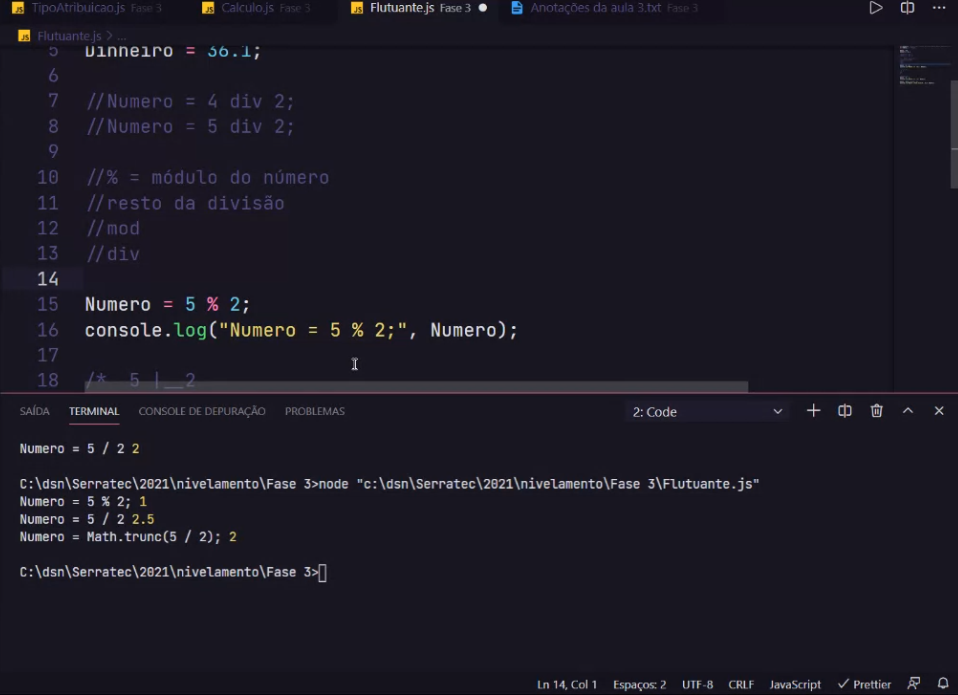 JS TipoAtribuicao.js Fase 3 JS Calculo.js Fase 3 JS Flutuante.js Fase 3 Anotações da aula 3.txt Fase 3
JS Flutuante.js > ...
5 Dinheiro = 36.1;
6
7 //Numero = 4 div 2;
8 //Numero = 5 div 2;
9
10 //% = módulo do número
11 //resto da divisão
12 //mod
13 //div
14
15 Numero = 5 % 2;
16 console.log("Numero = 5 % 2;", Numero);
17
18 /* 5 |__2
SAÍDA TERMINAL CONSOLE DE DEPURAÇÃO PROBLEMAS 2: Code
Numero = 5 / 2 2
C:\dsn\Serratec\2021\nivelamento\Fase 3>node "c:\dsn\Serratec\2021\nivelamento\Fase 3\Flutuante.js"
Numero = 5 % 2; 1
Numero = 5 / 2 2.5
Numero = Math.trunc(5 / 2); 2
C:\dsn\Serratec\2021\nivelamento\Fase 3>
Ln 14, Col 1 Espaços: 2 UTF-8 CRLF JavaScript Prettier